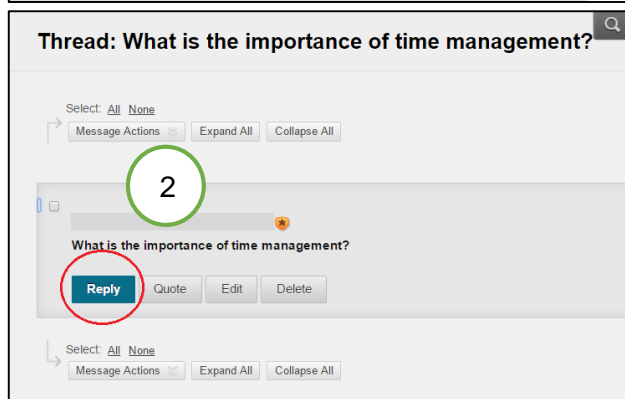 Thread: What is the importance of time management?
Select: All None
Message Actions Expand All Collapse All
2
What is the importance of time management?
Reply Quote Edit Delete
Select: All None
Message Actions Expand All Collapse All